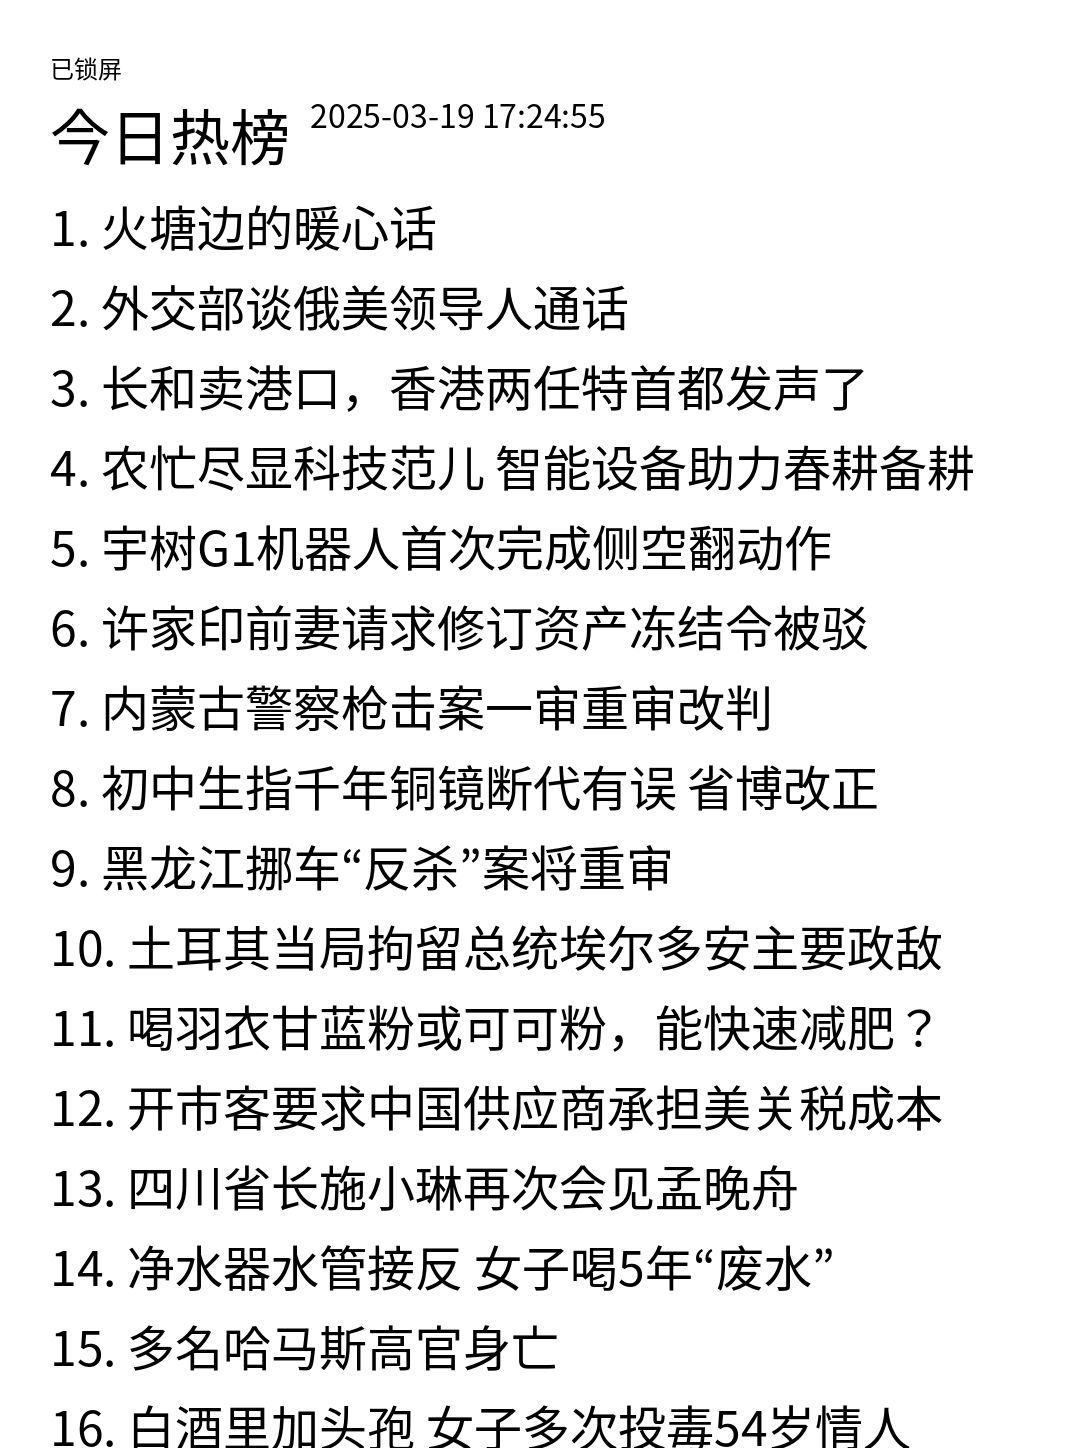 已锁屏
今日热榜 2025-03-19 17:24:55
1. 火塘边的暖心话
2. 外交部谈俄美领导人通话
3. 长和卖港口，香港两任特首都发声了
4. 农忙尽显科技范儿 智能设备助力春耕备耕
5. 宇树G1机器人首次完成侧空翻动作
6. 许家印前妻请求修订资产冻结令被驳
7. 内蒙古警察枪击案一审重审改判
8. 初中生指千年铜镜断代有误 省博改正
9. 黑龙江挪车“反杀”案将重审
10. 土耳其当局拘留总统埃尔多安主要政敌
11. 喝羽衣甘蓝粉或可可粉，能快速减肥？
12. 开市客要求中国供应商承担美关税成本
13. 四川省长施小琳再次会见孟晚舟
14. 净水器水管接反 女子喝5年“废水”
15. 多名哈马斯高官身亡
16. 白酒里加头孢 女子多次投毒54岁情人